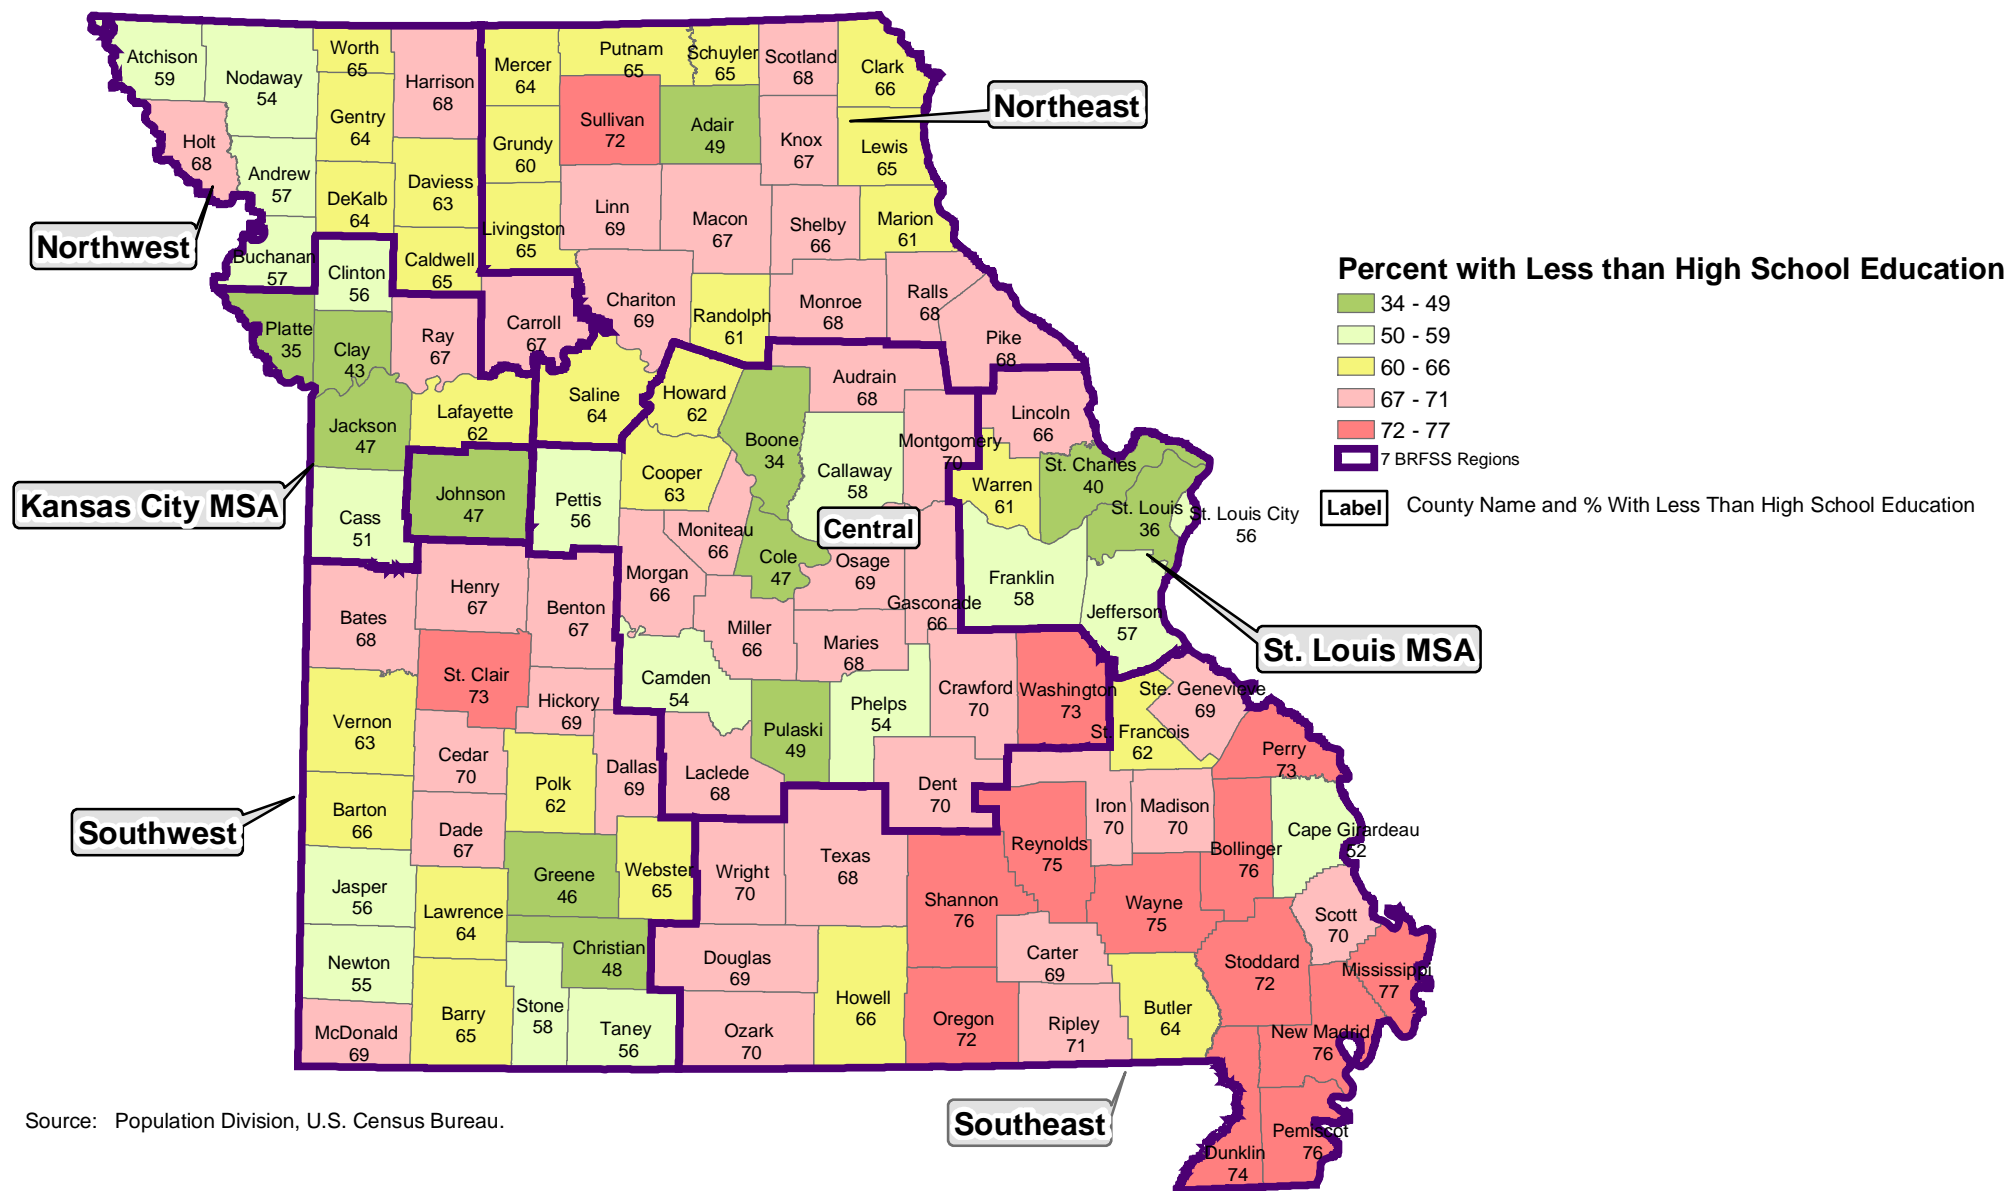 Atchison
59
Nodaway
54
Worth
65
Harrison
68
Mercer
64
Putnam
65
Schuyler
65
Scotland
68
Clark
66
Northeast
Holt
68
Gentry
64
Sullivan
72
Adair
49
Knox
67
Lewis
65
Grundy
60
Andrew
57
DeKalb
64
Daviess
63
Linn
69
Macon
67
Shelby
66
Marion
61
Livingston
65
Northwest
Buchanan
57
Clinton
56
Caldwell
65
Percent with Less than High School Education
34 - 49
50 - 59
60 - 66
67 - 71
72 - 77
7 BRFSS Regions
Label
County Name and % With Less Than High School Education
Chariton
69
Randolph
61
Monroe
68
Ralls
68
Pike
68
Platte
35
Clay
43
Ray
67
Carroll
67
Audrain
68
Saline
64
Howard
62
Lafayette
62
Jackson
47
Boone
34
Lincoln
66
Montgomery
70
Callaway
58
Cooper
63
St. Charles
40
Warren
61
St. Louis
36
St. Louis City
56
Kansas City MSA
Johnson
47
Pettis
56
Cass
51
Moniteau
66
Central
Cole
47
Osage
69
Morgan
66
Gasconade
66
Franklin
58
Jefferson
57
Henry
67
Benton
67
Bates
68
Miller
66
Maries
68
St. Louis MSA
St. Clair
73
Hickory
69
Camden
54
Pulaski
49
Phelps
54
Crawford
70
Washington
73
Ste. Genevieve
69
St. Francois
62
Perry
73
Vernon
63
Cedar
70
Polk
62
Dallas
69
Laclede
68
Dent
70
Southwest
Barton
66
Dade
67
Iron
70
Madison
70
Reynolds
75
Bollinger
76
Cape Girardeau
62
Jasper
56
Greene
46
Webster
65
Wright
70
Texas
68
Shannon
76
Wayne
75
Scott
70
Lawrence
64
Christian
48
Newton
55
Douglas
69
Carter
69
Stoddard
72
Mississippi
77
Stone
58
Taney
56
Barry
65
McDonald
69
Ozark
70
Howell
66
Oregon
72
Ripley
71
Butler
64
New Madrid
76
Southeast
Pemiscot
76
Dunklin
74
Source: Population Division, U.S. Census Bureau.